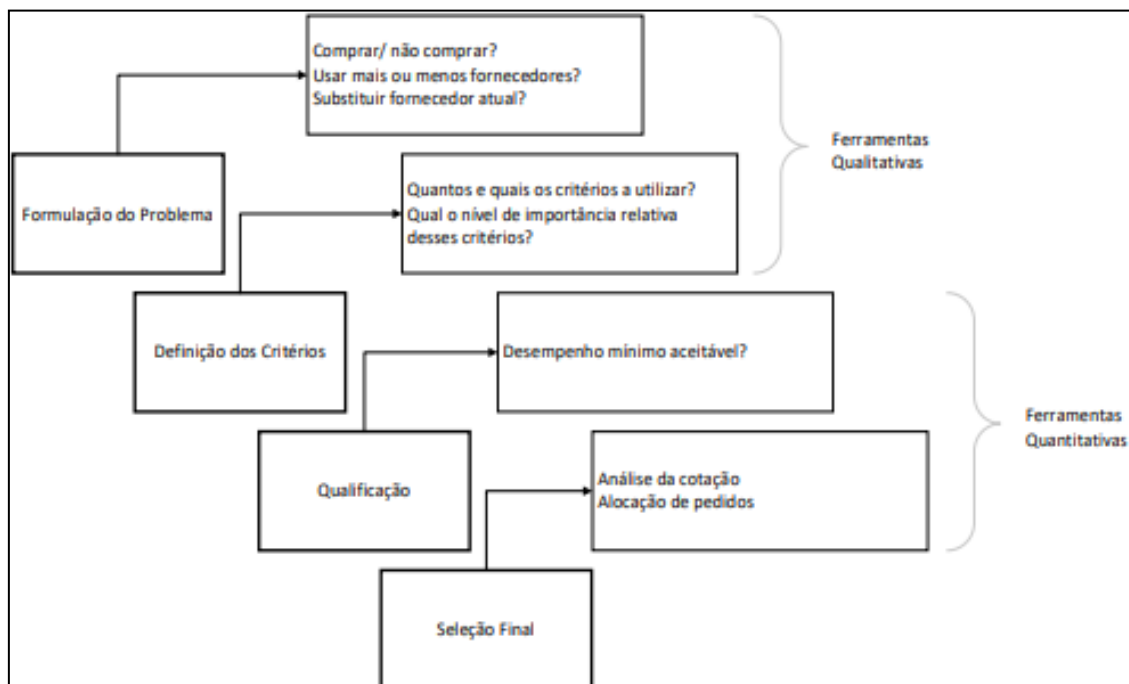 Comprar/ não comprar?
Usar mais ou menos fornecedores?
Substituir fornecedor atual?
Ferramentas
Qualitativas
Formulação do Problema
Quantos e quais os critérios a utilizar?
Qual o nível de importância relativa
desses critérios?
Definição dos Critérios
Desempenho mínimo aceitável?
Ferramentas
Quantitativas
Qualificação
Análise da cotação
Alocação de pedidos
Seleção Final